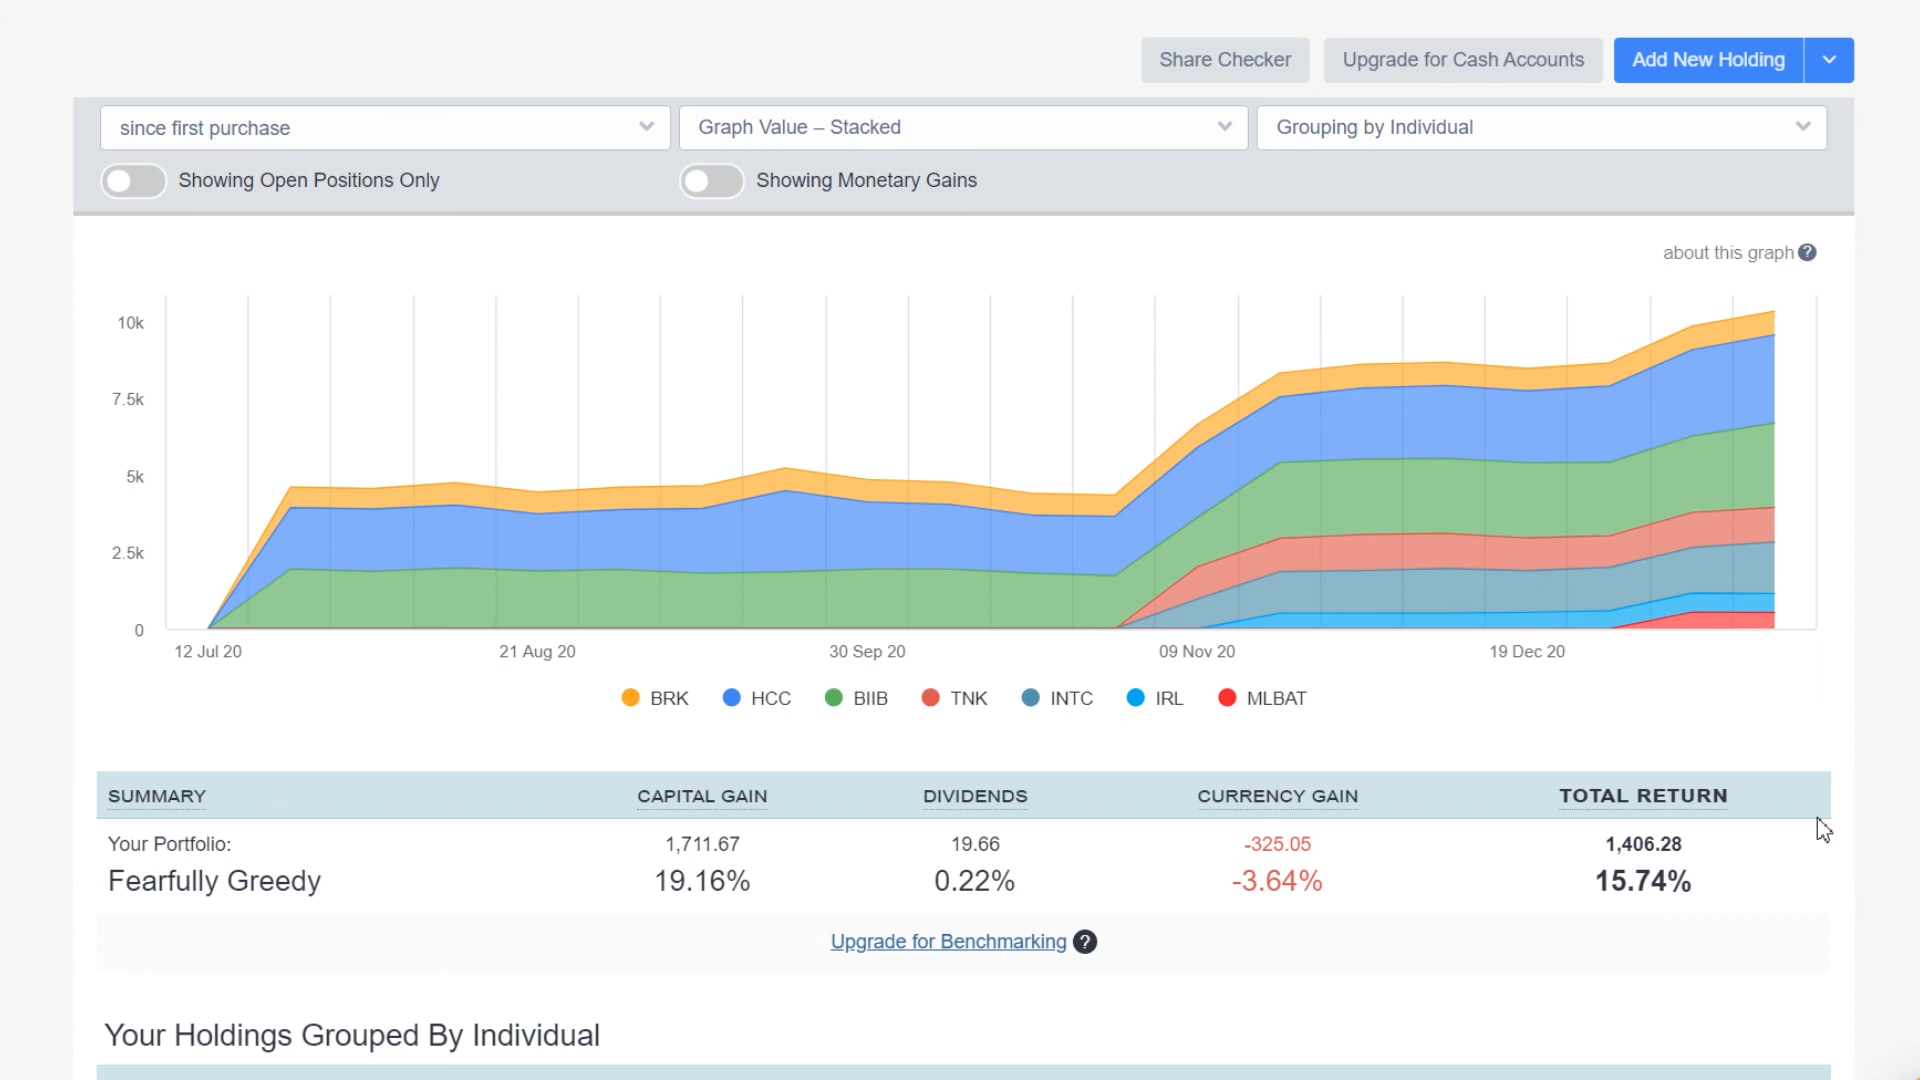 Share Checker
Upgrade for Cash Accounts
Add New Holding
since first purchase
Graph Value – Stacked
Grouping by Individual
Showing Open Positions Only
Showing Monetary Gains
about this graph ?
10k
7.5k
5k
2.5k
0
12 Jul 20
21 Aug 20
30 Sep 20
09 Nov 20
19 Dec 20
BRK HCC BIIB TNK INTC IRL MLBAT
SUMMARY CAPITAL GAIN DIVIDENDS CURRENCY GAIN TOTAL RETURN
Your Portfolio: 1,711.67 19.66 -325.05 1,406.28
Fearfully Greedy 19.16% 0.22% -3.64% 15.74%
Upgrade for Benchmarking ?
Your Holdings Grouped By Individual